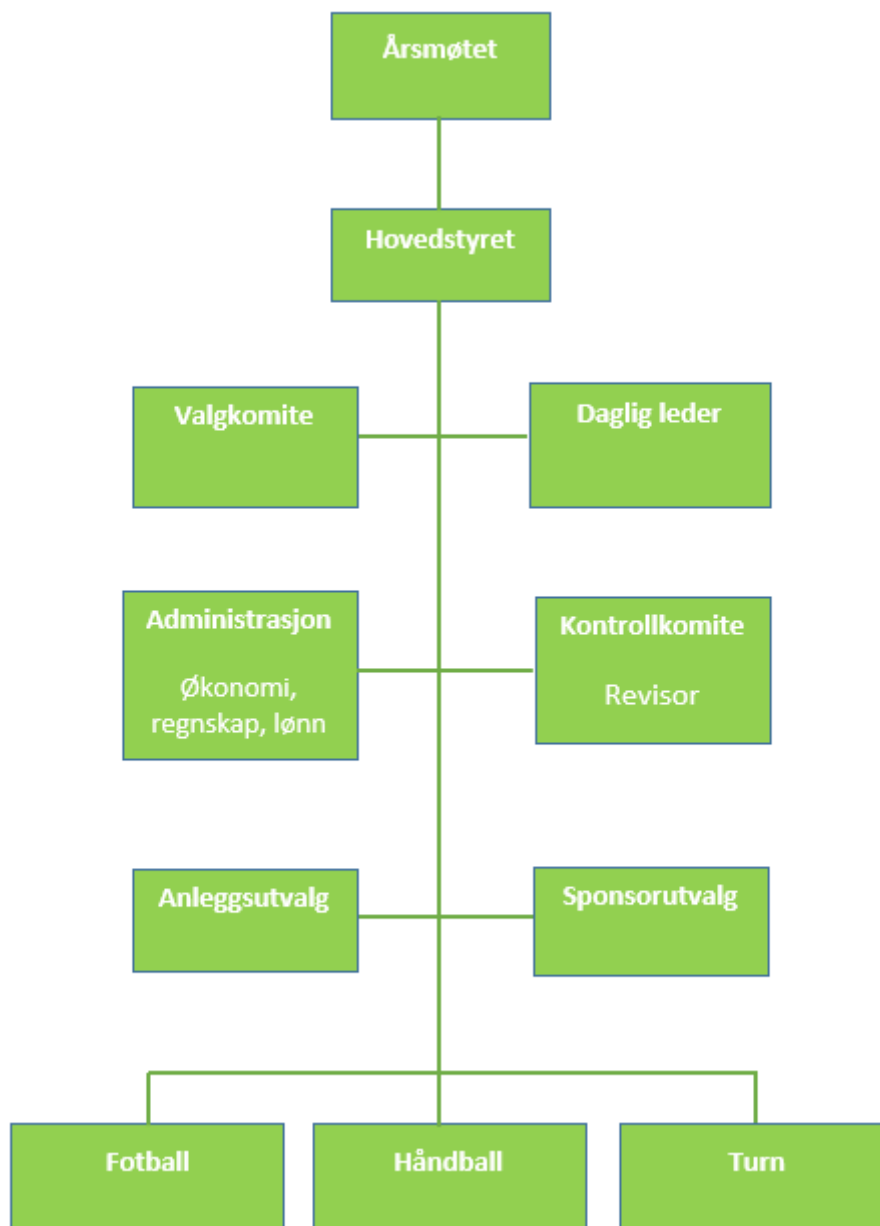 Årsmøtet
Hovedstyret
Valgkomite
Daglig leder
Administrasjon
Økonomi,
regnskap, lønn
Kontrollkomite
Revisor
Anleggsutvalg
Sponsorutvalg
Fotball
Håndball
Turn